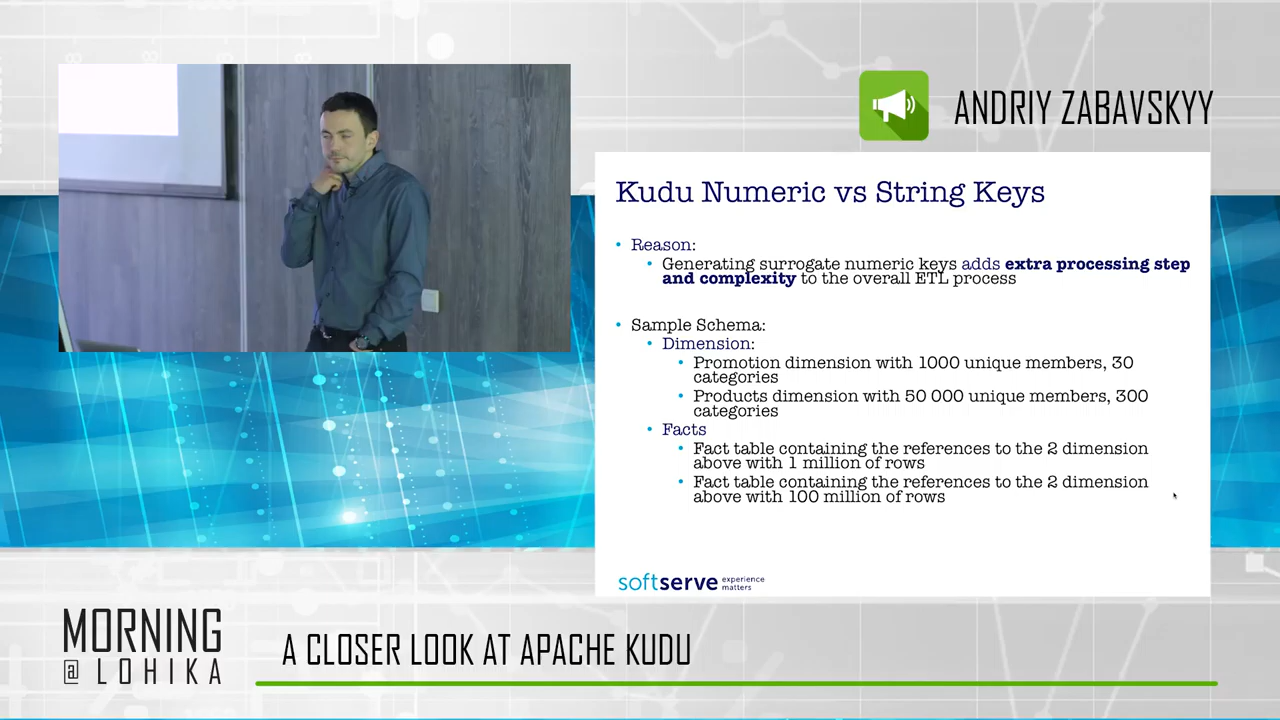 ANDRIY ZABAVSKYY
Kudu Numeric vs String Keys
• Reason:
• Generating surrogate numeric keys adds extra processing step
and complexity to the overall ETL process
• Sample Schema:
• Dimension:
• Promotion dimension with 1000 unique members, 30
categories
• Products dimension with 50 000 unique members, 300
categories
• Facts
• Fact table containing the references to the 2 dimension
above with 1 million of rows
• Fact table containing the references to the 2 dimension
above with 100 million of rows
softserve experience
matters
MORNING
@ LOHIKA
A CLOSER LOOK AT APACHE KUDU